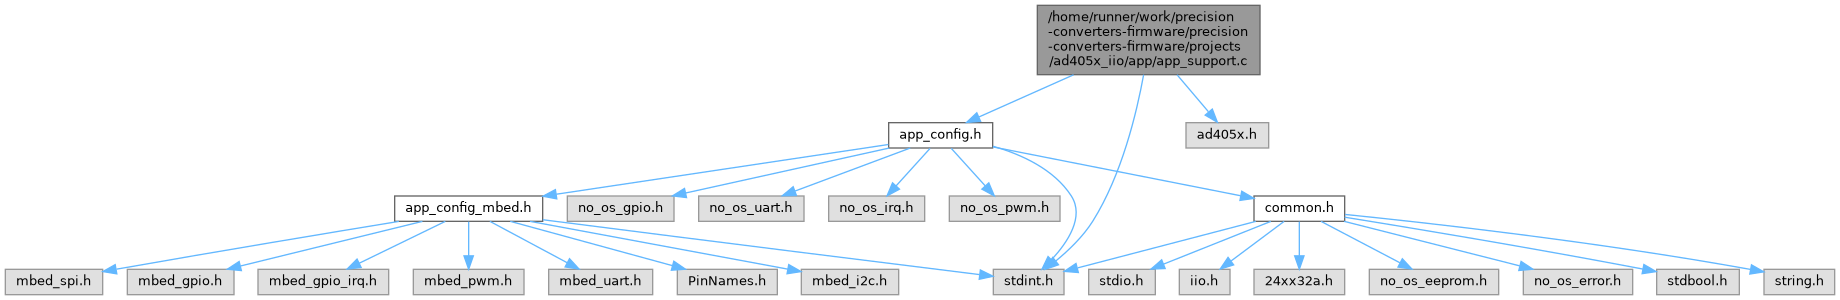 /home/runner/work/precision
-converters-firmware/precision
-converters-firmware/projects
/ad405x_iio/app/app_support.c
app_config.h
ad405x.h
app_config_mbed.h
no_os_gpio.h
no_os_uart.h
no_os_irq.h
no_os_pwm.h
common.h
mbed_spi.h
mbed_gpio.h
mbed_gpio_irq.h
mbed_pwm.h
mbed_uart.h
PinNames.h
mbed_i2c.h
stdint.h
stdio.h
iio.h
24xx32a.h
no_os_eeprom.h
no_os_error.h
stdbool.h
string.h